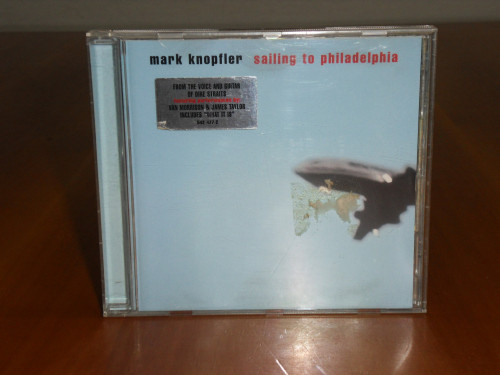 mark knopfler sailing to philadelphia
FROM THE VOICE AND GUITAR
OF DIRE STRAITS
VAN MORRISON & JAMES TAYLOR
INCLUDES "WHAT IT IS"